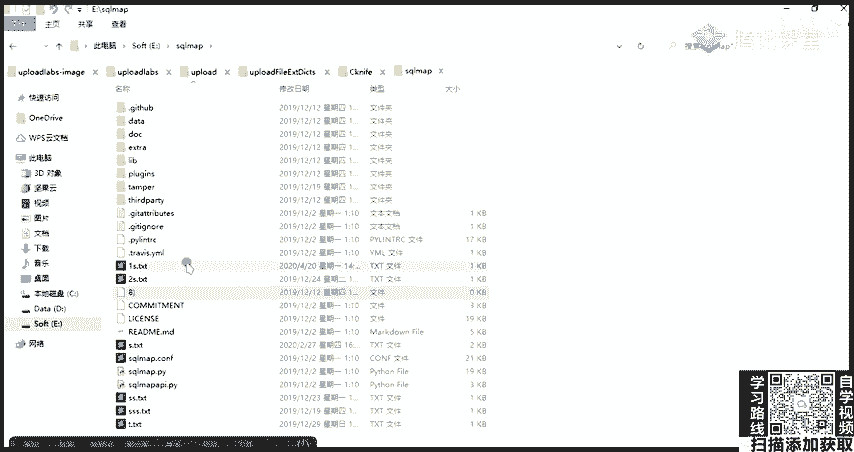 E:\sqlmap
主页 共享 查看
此电脑 > Soft (E:) > sqlmap >
uploadlabs-image uploadlabs upload uploadFileExtDicts Cknife sqlmap
名称 修改日期 类型 大小
快速访问
OneDrive
WPS云文档
此电脑
3D 对象
坚果云
视频
图片
文档
下载
音乐
桌面
本地磁盘 (C:)
Data (D:)
Soft (E:)
网络
.github 2019/12/12 星期四 1... 文件夹
data 2019/12/12 星期四 1... 文件夹
doc 2019/12/12 星期四 1... 文件夹
extra 2019/12/12 星期四 1... 文件夹
lib 2019/12/12 星期四 1... 文件夹
plugins 2019/12/12 星期四 1... 文件夹
tamper 2019/12/19 星期四 1... 文件夹
thirdparty 2019/12/12 星期四 1... 文件夹
.gitattributes 2019/12/2 星期一 1:10 文本文档 1 KB
.gitignore 2019/12/2 星期一 1:10 文本文档 1 KB
.pylintrc 2019/12/2 星期一 1:10 PYLINTRC 文件 17 KB
.travis.yml 2019/12/2 星期一 1:10 YML 文件 1 KB
1s.txt 2020/4/20 星期一 14:... TXT 文件 1 KB
2s.txt 2019/12/24 星期二 1... TXT 文件 1 KB
2019/12/12 星期四 1... 文件 0 KB
COMMITMENT 2019/12/2 星期一 1:10 文件 3 KB
LICENSE 2019/12/2 星期一 1:10 文件 19 KB
README.md 2019/12/2 星期一 1:10 Markdown File 5 KB
s.txt 2020/2/27 星期四 16:... TXT 文件 2 KB
sqlmap.conf 2019/12/2 星期一 1:10 CONF 文件 21 KB
sqlmap.py 2019/12/2 星期一 1:10 Python File 19 KB
sqlmapapi.py 2019/12/2 星期一 1:10 Python File 3 KB
ss.txt 2019/12/23 星期一 1... TXT 文件 1 KB
sss.txt 2019/12/19 星期四 1... TXT 文件 1 KB
t.txt 2019/12/29 星期日 1... TXT 文件 1 KB
腾讯课堂
学习路线
自学视频
扫描添加获取